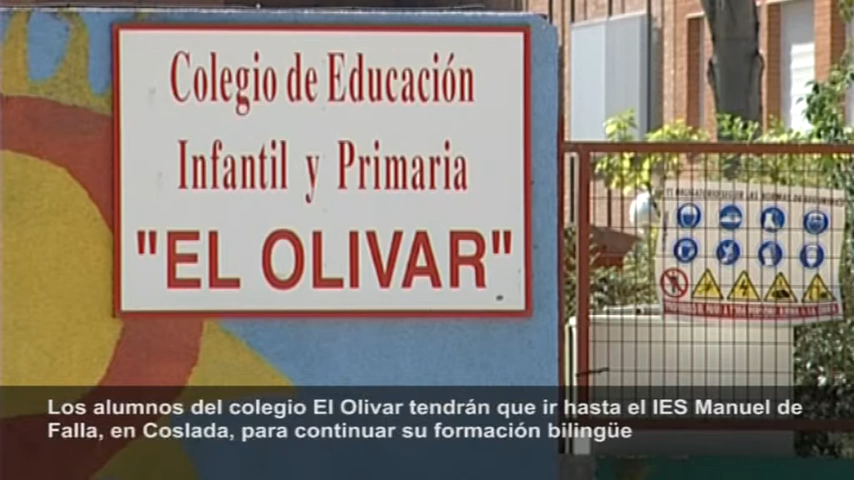 Colegio de Educación
Infantil y Primaria
"EL OLIVAR"
Los alumnos del colegio El Olivar tendrán que ir hasta el IES Manuel de
Falla, en Coslada, para continuar su formación bilingüe